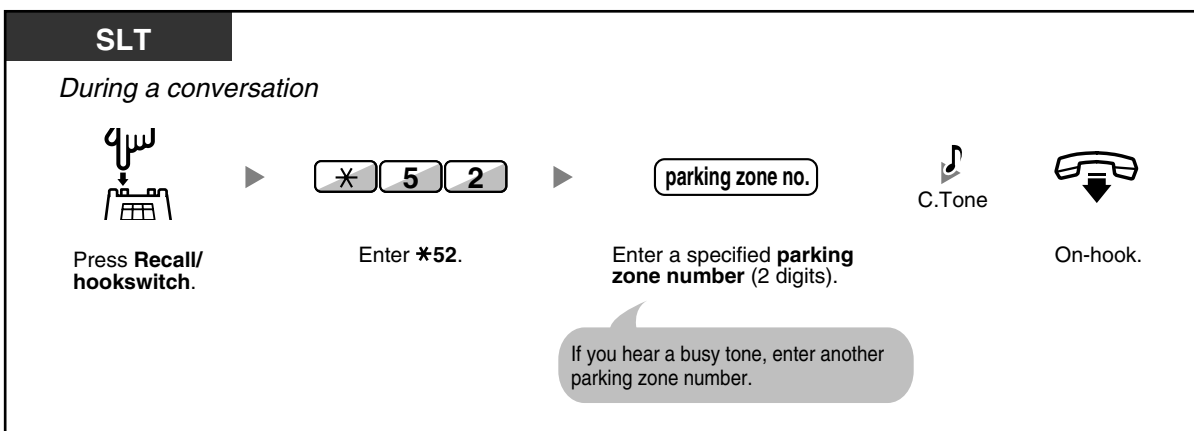 SLT
During a conversation
* 5 2
parking zone no.
C.Tone
Press Recall/
hookswitch.
Enter *52.
Enter a specified parking
zone number (2 digits).
On-hook.
If you hear a busy tone, enter another
parking zone number.